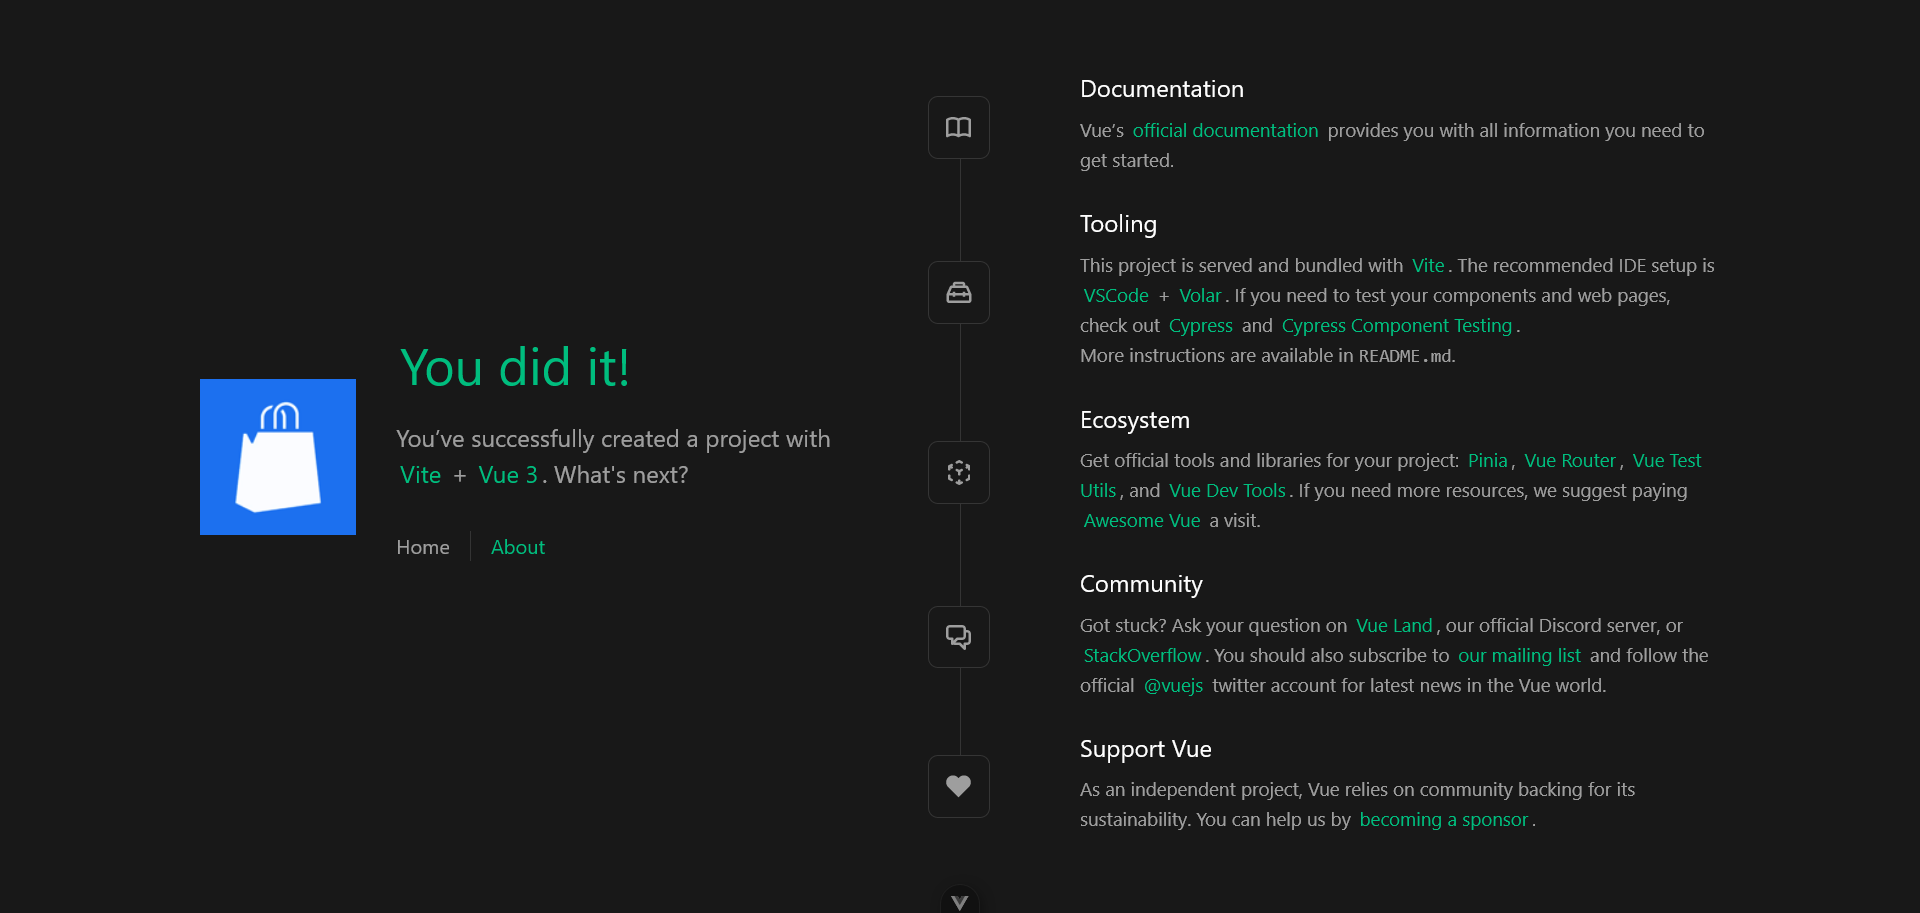 You did it!
You’ve successfully created a project with
Vite + Vue 3. What's next?
Home About
Documentation
Vue’s official documentation provides you with all information you need to
get started.
Tooling
This project is served and bundled with Vite. The recommended IDE setup is
VSCode + Volar. If you need to test your components and web pages,
check out Cypress and Cypress Component Testing.
More instructions are available in README.md.
Ecosystem
Get official tools and libraries for your project: Pinia, Vue Router, Vue Test
Utils, and Vue Dev Tools. If you need more resources, we suggest paying
Awesome Vue a visit.
Community
Got stuck? Ask your question on Vue Land, our official Discord server, or
StackOverflow. You should also subscribe to our mailing list and follow the
official @vuejs twitter account for latest news in the Vue world.
Support Vue
As an independent project, Vue relies on community backing for its
sustainability. You can help us by becoming a sponsor.